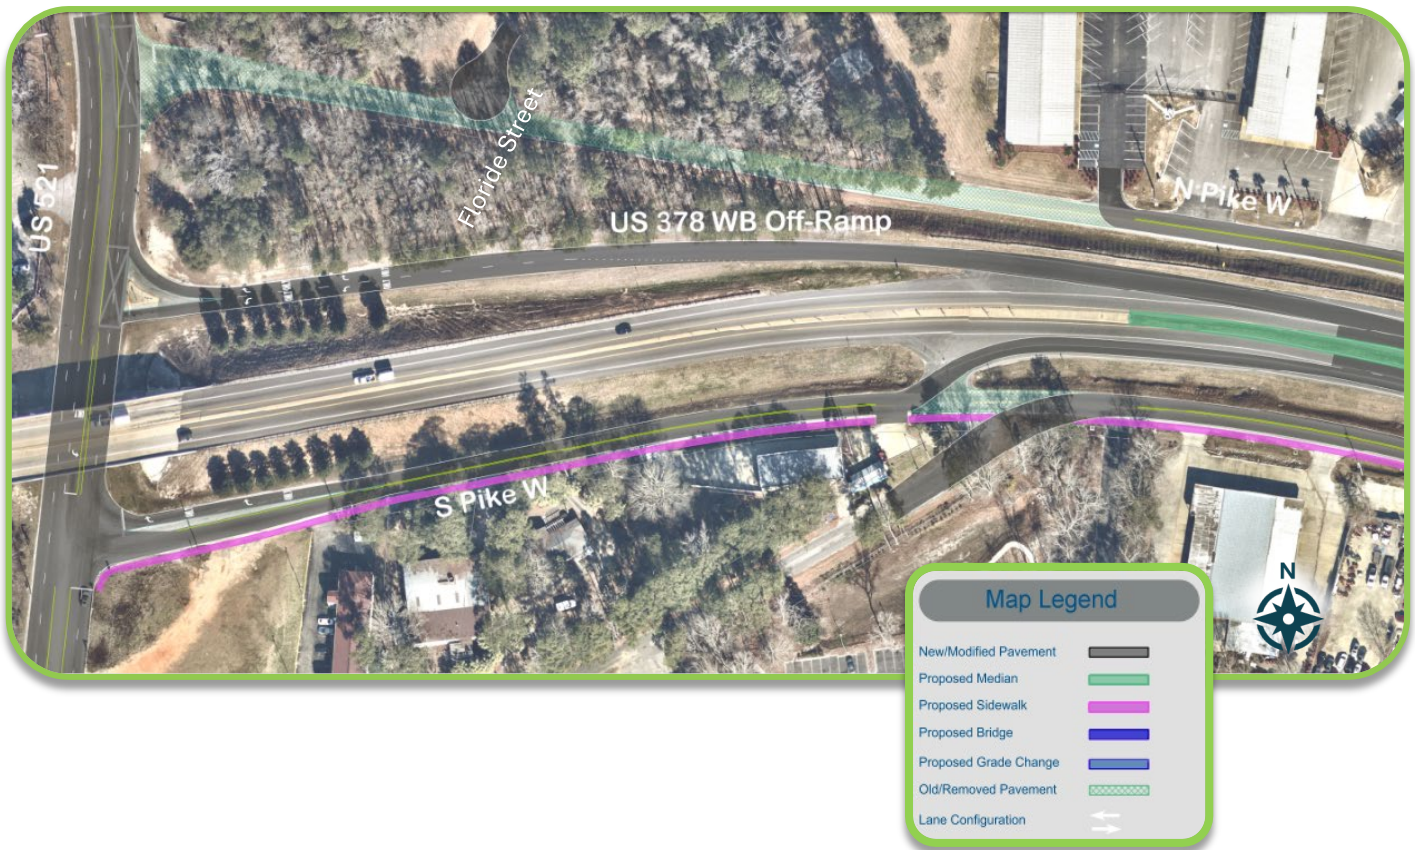 US 521
Floride Street
US 378 WB Off-Ramp
N Pike W
S Pike W
N
Map Legend
New/Modified Pavement
Proposed Median
Proposed Sidewalk
Proposed Bridge
Proposed Grade Change
Old/Removed Pavement
Lane Configuration